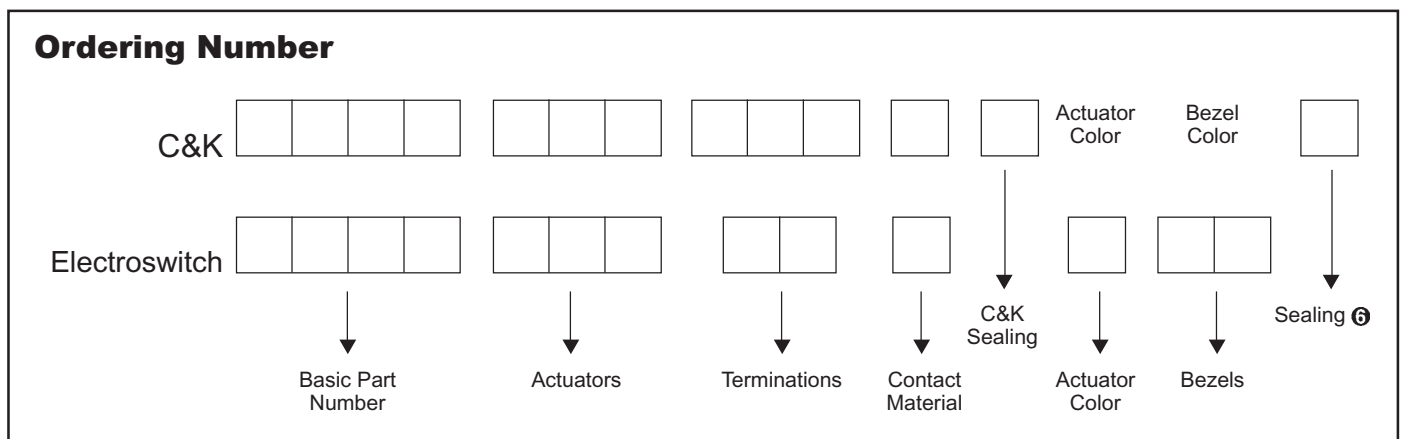 Ordering Number
C&K
Actuator
Color
Bezel
Color
Electroswitch
C&K
Sealing
Sealing ❻
Basic Part
Number
Actuators
Terminations
Contact
Material
Actuator
Color
Bezels